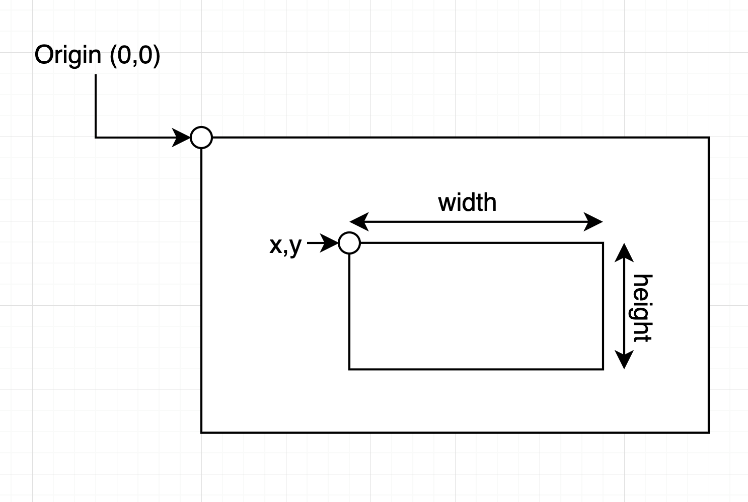 Origin (0,0)
width
x,y
height